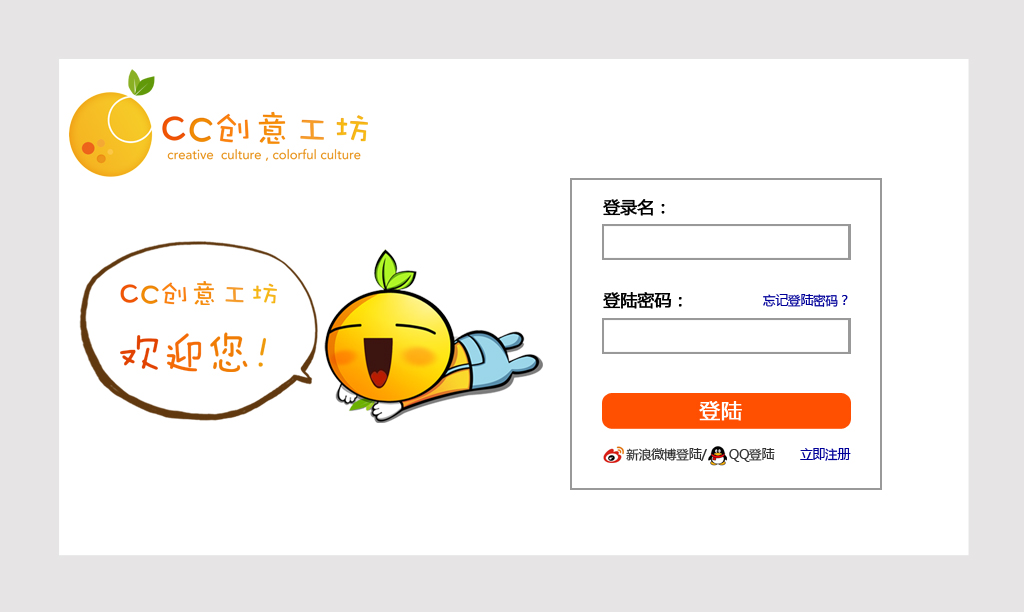 CC创意工坊
creative culture , colorful culture
CC创意工坊
欢迎您!
登录名：
登陆密码：
忘记登陆密码？
登陆
新浪微博登陆/QQ登陆
立即注册